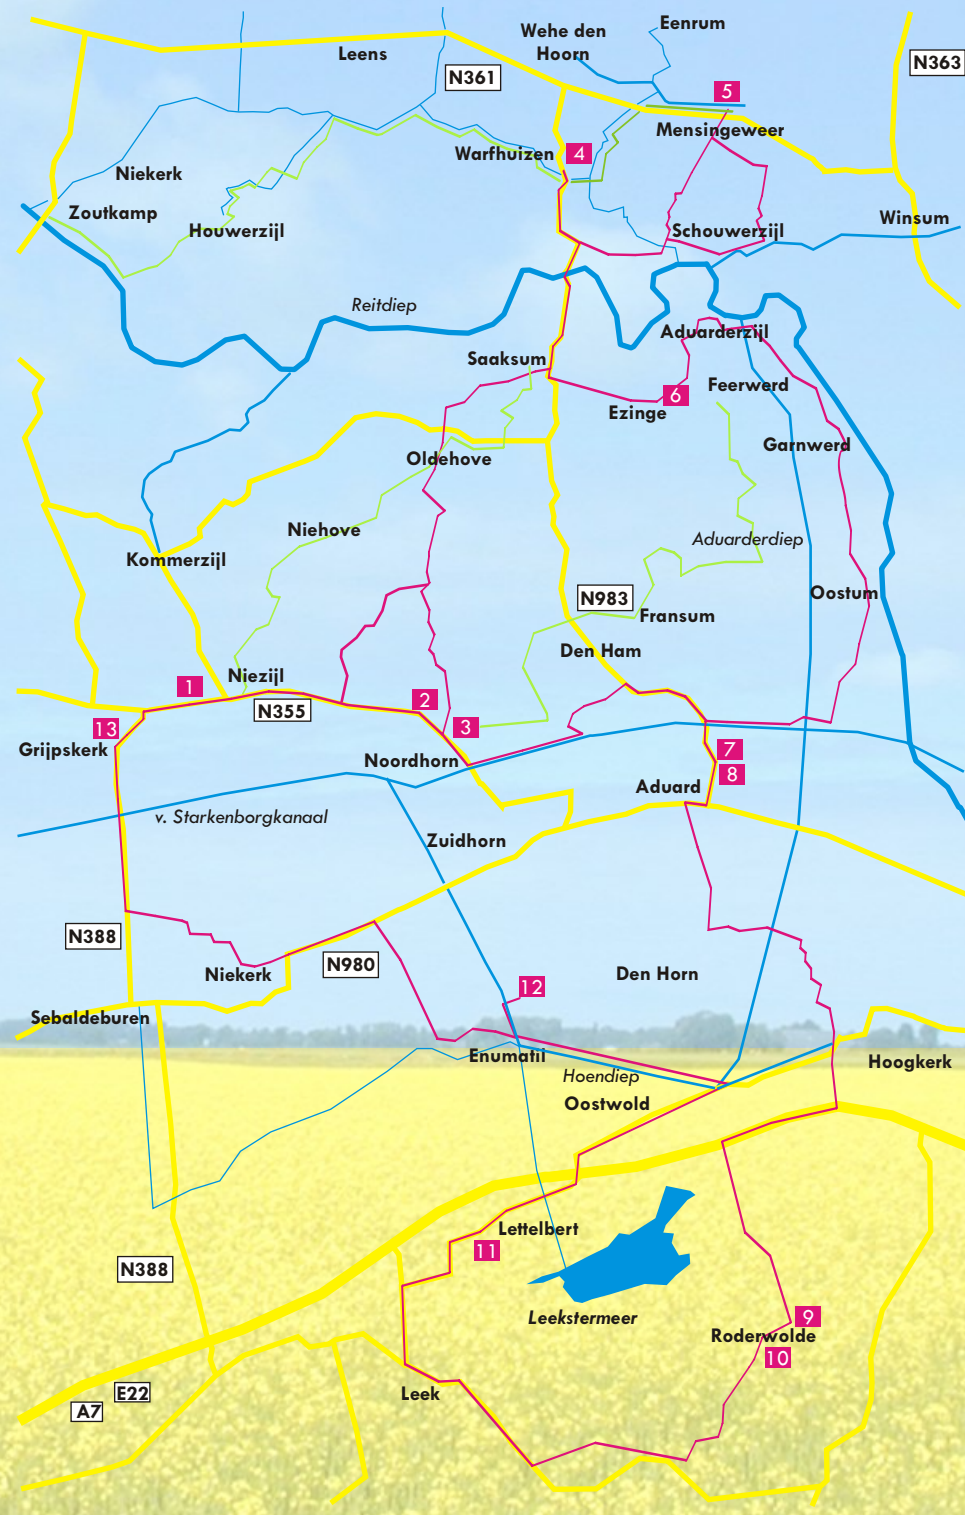 Eenrum
Wehe den
Hoorn
Leens
N363
N361
5
Mensingeweer
Warfhuizen
4
Niekerk
Zoutkamp
Winsum
Houwerzijl
Schouwerzijl
Reitdiep
Aduarderzijl
Saaksum
Feerwerd
6
Ezinge
Garnwerd
Oldehove
Niehove
Aduarderdiep
Kommerzijl
Oostum
N983
Fransum
Den Ham
Niezijl
1
2
N355
13
3
Grijpskerk
7
Noordhorn
8
Aduard
v. Starkenborgkanaal
Zuidhorn
N388
N980
Den Horn
Niekerk
12
Sebaldeburen
Enumatil
Hoogkerk
Hoendiep
Oostwold
Lettelbert
11
N388
Leekstermeer
9
Roderwolde
10
E22
Leek
A7